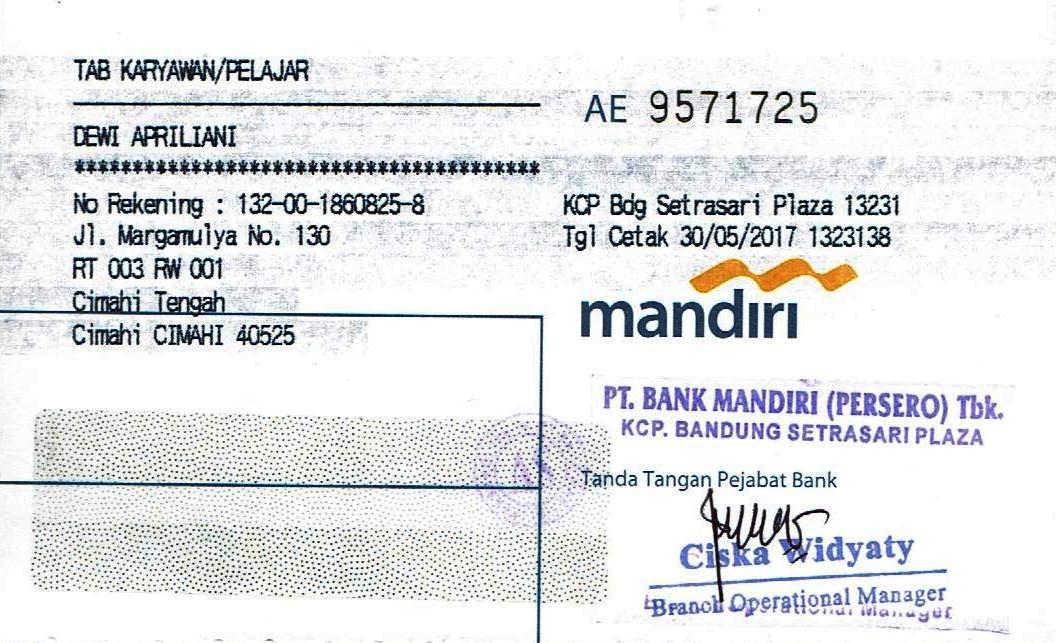 TAB KARYAWAN/PELAJAR
AE 9571725
DEWI APRILIANI
****************************************
No Rekening : 132-00-1860825-8
Jl. Margamulya No. 130
RT 003 RW 001
Cimahi Tengah
Cimahi CIMAHI 40525
KCP Bdg Setrasari Plaza 13231
Tgl Cetak 30/05/2017 1323138
mandiri
PT. BANK MANDIRI (PERSERO) Tbk.
KCP. BANDUNG SETRASARI PLAZA
Tanda Tangan Pejabat Bank
Ciska Widyaty
Branch Operational Manager